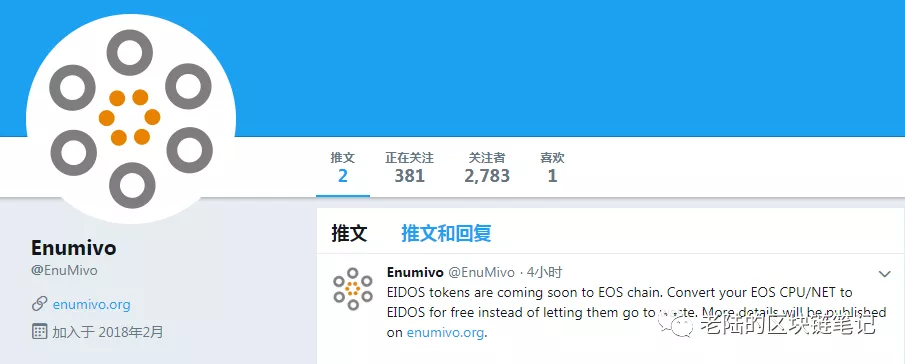 推文 正在关注 关注者 喜欢
2 381 2,783 1
Enumivo
@EnuMivo
enumivo.org
加入于 2018年2月
推文 推文和回复
Enumivo @EnuMivo · 4小时
EIDOS tokens are coming soon to EOS chain. Convert your EOS CPU/NET to
EIDOS for free instead of letting them go to waste. More details will be published
on enumivo.org.
老陆的区块链笔记